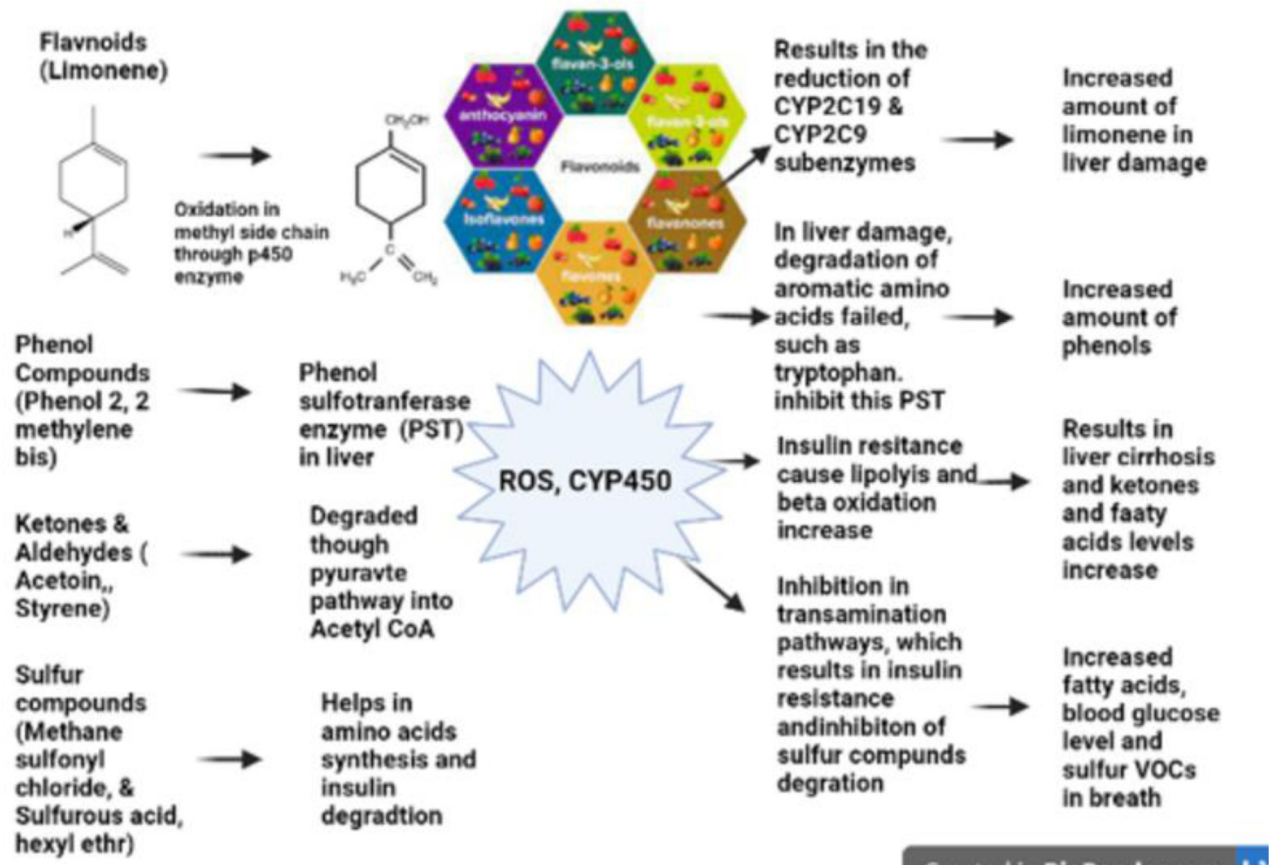 Flavnoids
(LImonene)
Oxidation in
methyl side chain
through p450
enzyme
H
CH₂OH
C
H₃C
CH₂
flavan-3-ols
anthocyanin
flavan-3-ols
Flavonoids
Isoflavones
flavanones
flavones
Results in the
reduction of
CYP2C19 &
CYP2C9
subenzymes
Increased
amount of
limonene in
liver damage
In liver damage,
degradation of
aromatic amino
acids failed,
such as
tryptophan.
inhibit this PST
Increased
amount of
phenols
Phenol
Compounds
(Phenol 2, 2
methylene
bis)
Phenol
sulfotranferase
enzyme (PST)
in liver
ROS, CYP450
Insulin resitance
cause lipolyis and
beta oxidation
increase
Results in
liver cirrhosis
and ketones
and faaty
acids levels
increase
Ketones &
Aldehydes (
Acetoin,,
Styrene)
Degraded
though
pyuravte
pathway into
Acetyl CoA
Inhibition in
transamination
pathways, which
results in insulin
resistance
andinhibiton of
sulfur compunds
degration
Increased
fatty acids,
blood glucose
level and
sulfur VOCs
in breath
Sulfur
compounds
(Methane
sulfonyl
chloride, &
Sulfurous acid,
hexyl ethr)
Helps in
amino acids
synthesis and
insulin
degradtion